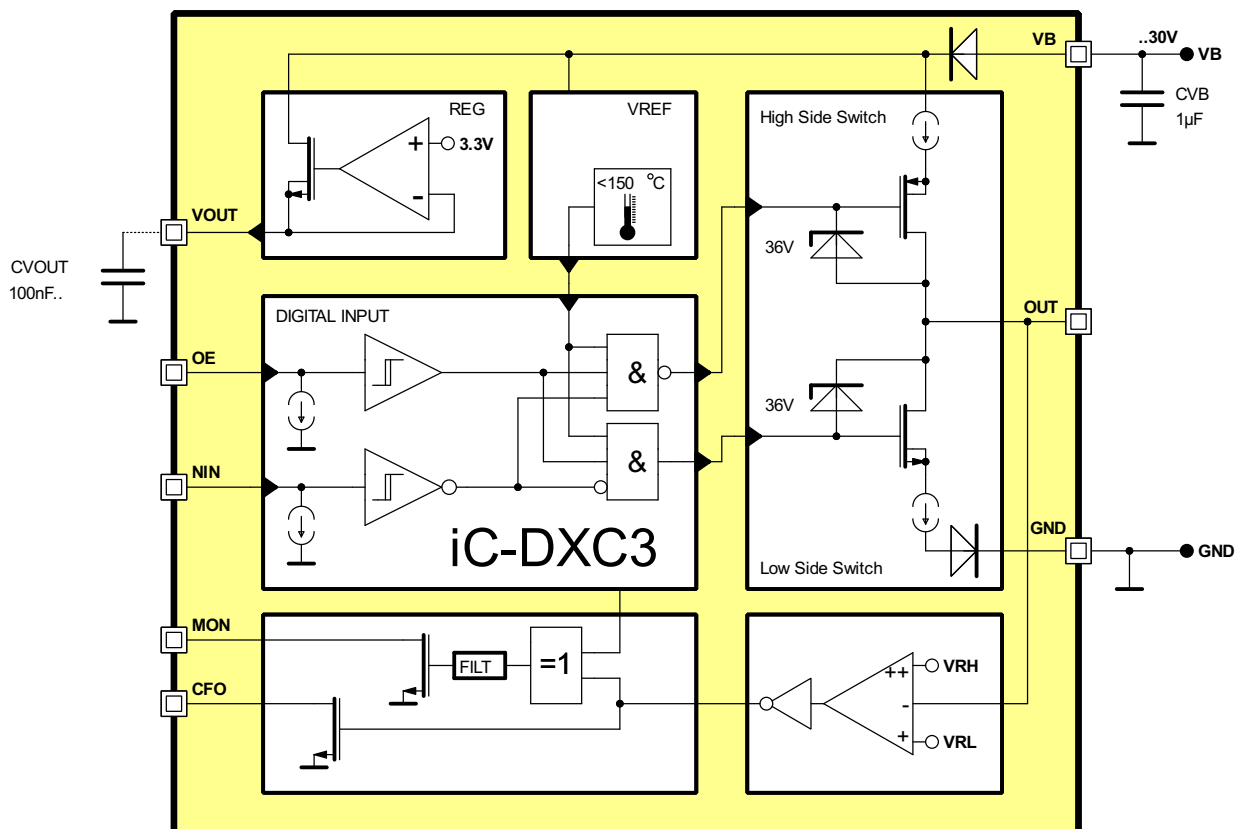 VB
..30V
VB
CVB
1µF
REG
3.3V
+
-
VREF
<150 °C
High Side Switch
36V
VOUT
CVOUT
100nF..
DIGITAL INPUT
OE
&
OUT
NIN
&
36V
iC-DXC3
GND
GND
Low Side Switch
MON
FILT
=1
CFO
++
VRH
-
+
VRL